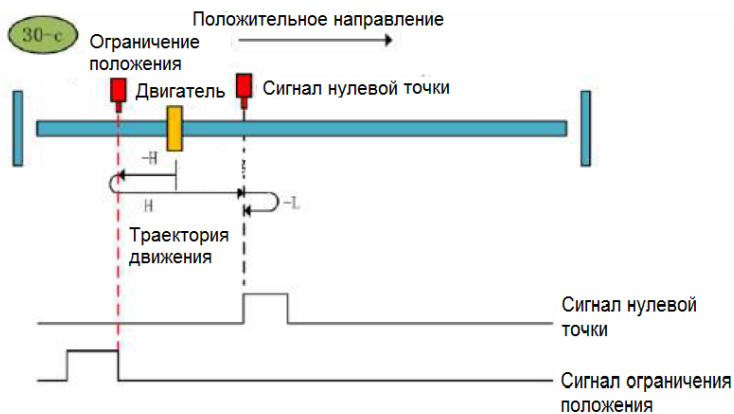 30-c
Положительное направление
Ограничение
положения
Двигатель
Сигнал нулевой точки
-H
H
-L
Траектория
движения
Сигнал нулевой
точки
Сигнал ограничения
положения